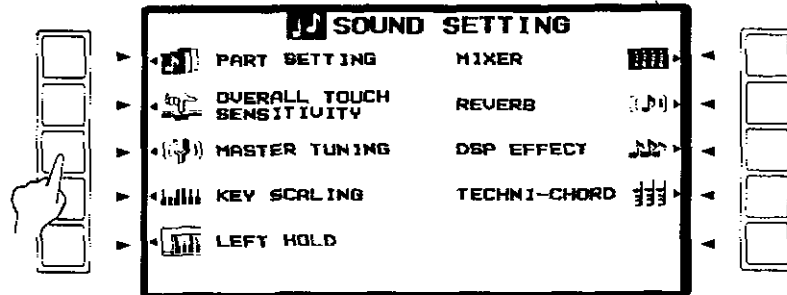 SOUND SETTING
PART SETTING
OVERALL TOUCH
SENSITIVITY
MASTER TUNING
KEY SCALING
LEFT HOLD
MIXER
REVERB
DSP EFFECT
TECHNI-CHORD